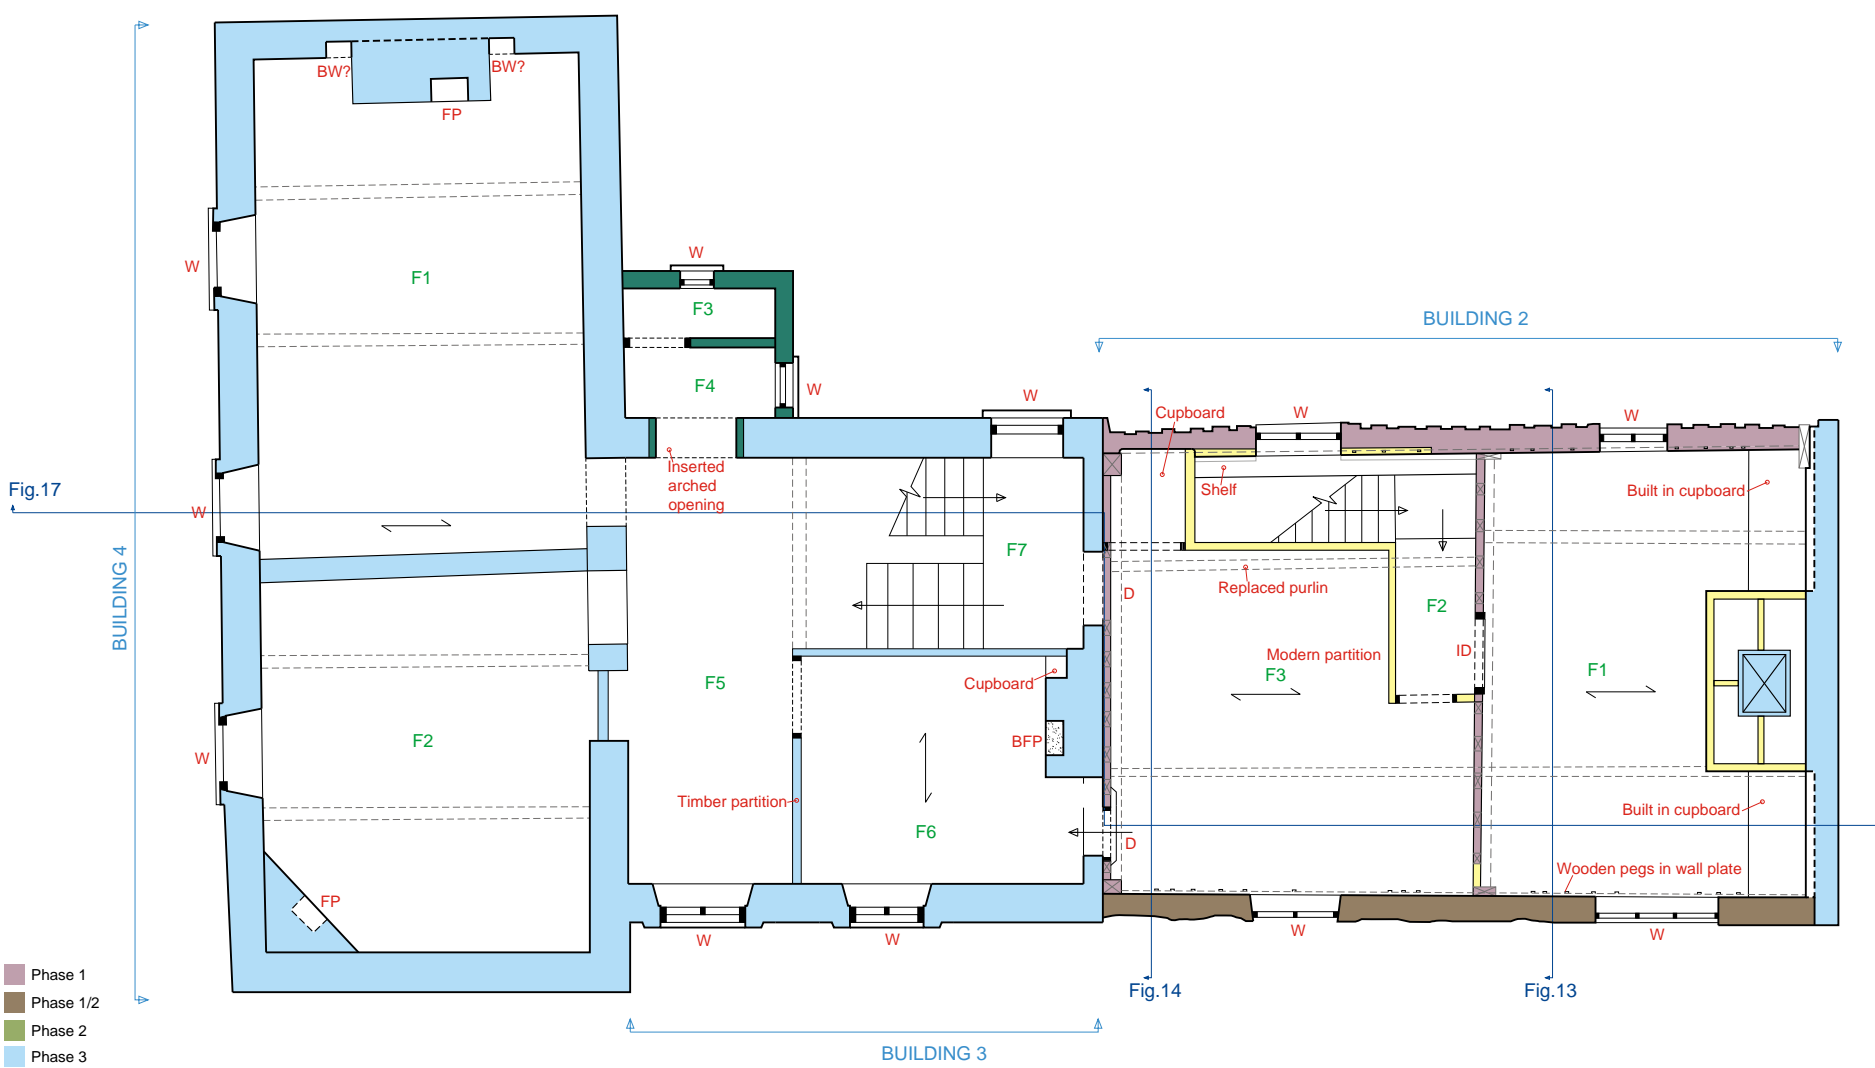 BW?
BW?
FP
W
F1
W
F3
F4
W
W
BUILDING 2
Cupboard
W
W
Inserted
arched
opening
Shelf
Built in cupboard
Fig.17
W
F7
Replaced purlin
D
F2
BUILDING 4
Modern partition
F3
ID
F1
F5
Cupboard
F2
BFP
W
Timber partition
F6
D
Built in cupboard
Wooden pegs in wall plate
FP
W
W
W
W
Fig.14
Fig.13
BUILDING 3
Phase 1
Phase 1/2
Phase 2
Phase 3